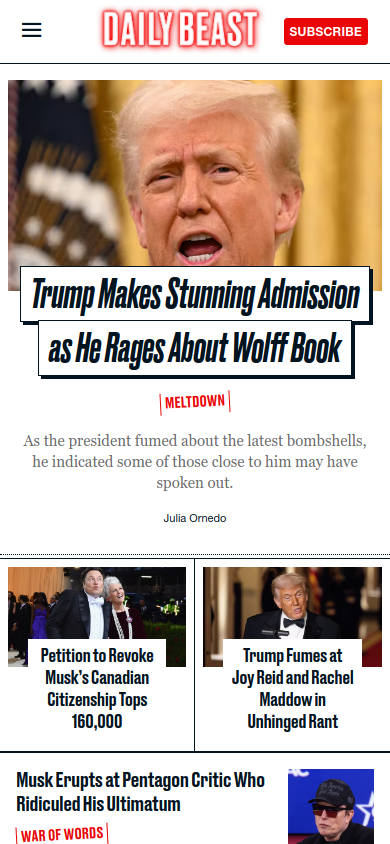 DAILY BEAST
SUBSCRIBE
Trump Makes Stunning Admission
as He Rages About Wolff Book
MELTDOWN
As the president fumed about the latest bombshells,
he indicated some of those close to him may have
spoken out.
Julia Ornedo
Petition to Revoke
Musk's Canadian
Citizenship Tops
160,000
Trump Fumes at
Joy Reid and Rachel
Maddow in
Unhinged Rant
Musk Erupts at Pentagon Critic Who
Ridiculed His Ultimatum
WAR OF WORDS